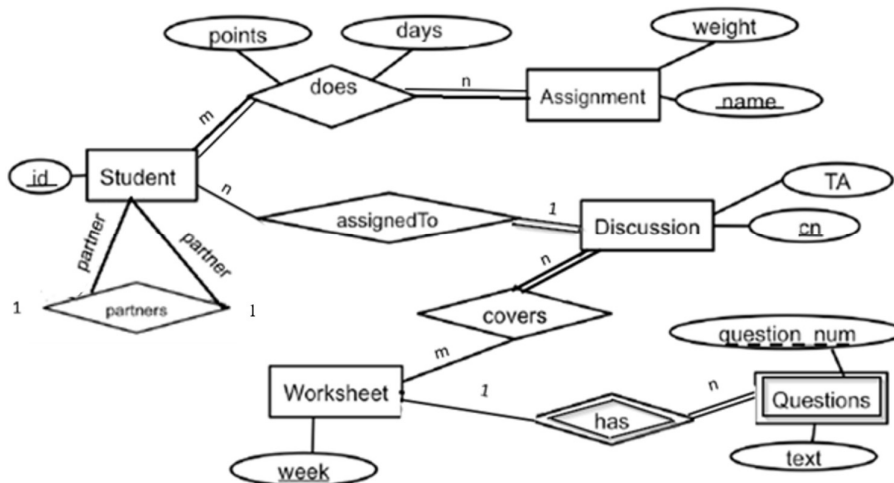 points
days
weight
does
m
n
Assignment
name
id
Student
n
assignedTo
1
Discussion
TA
cn
partner
partner
1
partners
1
n
covers
m
question_num
Worksheet
1
has
n
Questions
week
text